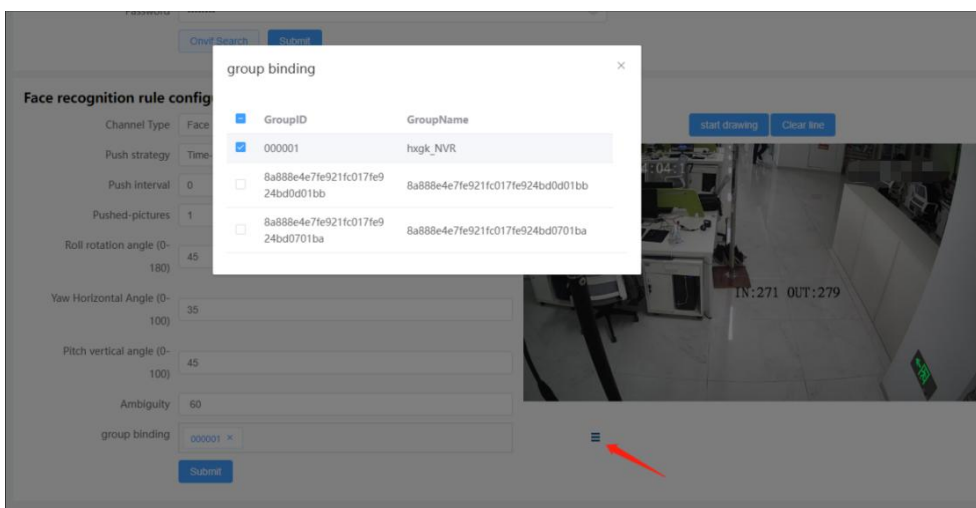 Password
Onvif Search Submit
group binding ×
Face recognition rule config
GroupID GroupName
Channel Type Face
start drawing Clear line
000001 hxgk_NVR
Push strategy Time-
8a888e4e7fe921fc017fe9
24bd0d01bb
8a888e4e7fe921fc017fe924bd0d01bb
Push interval 0
Pushed-pictures 1
8a888e4e7fe921fc017fe9
24bd0701ba
8a888e4e7fe921fc017fe924bd0701ba
Roll rotation angle (0-
180)
45
IN:271 OUT:279
Yaw Horizontal Angle (0-
100)
35
Pitch vertical angle (0-
100)
45
Ambiguity 60
group binding 000001 ×
Submit